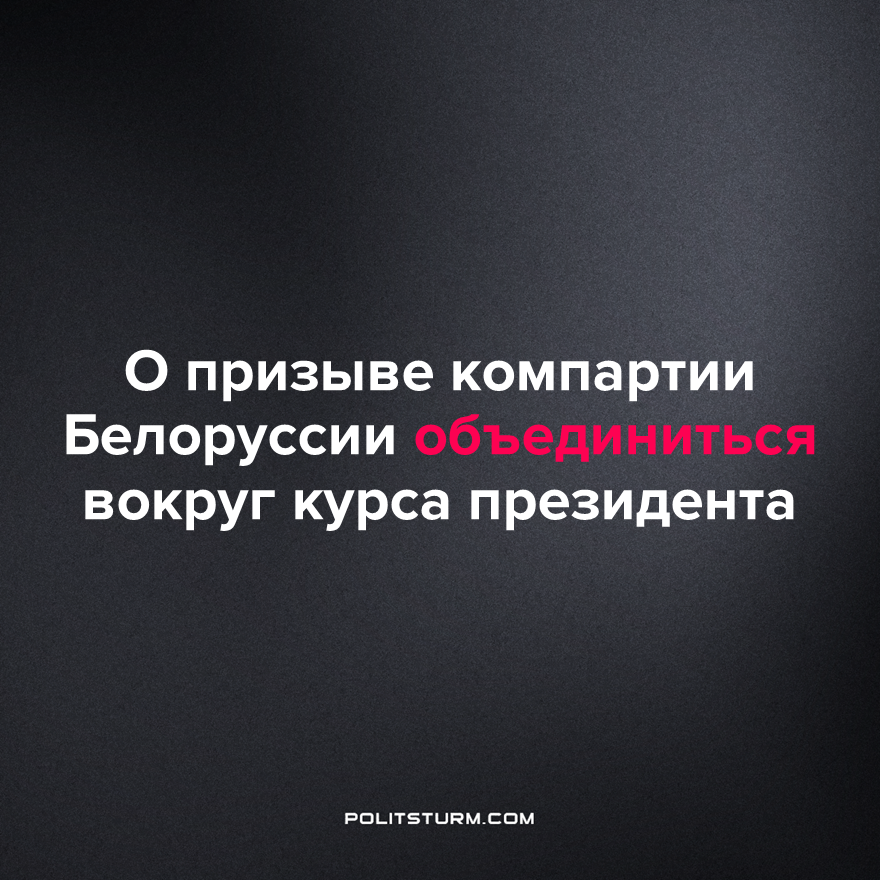 О призыве компартии
Белоруссии объединиться
вокруг курса президента
POLITSTURM.COM